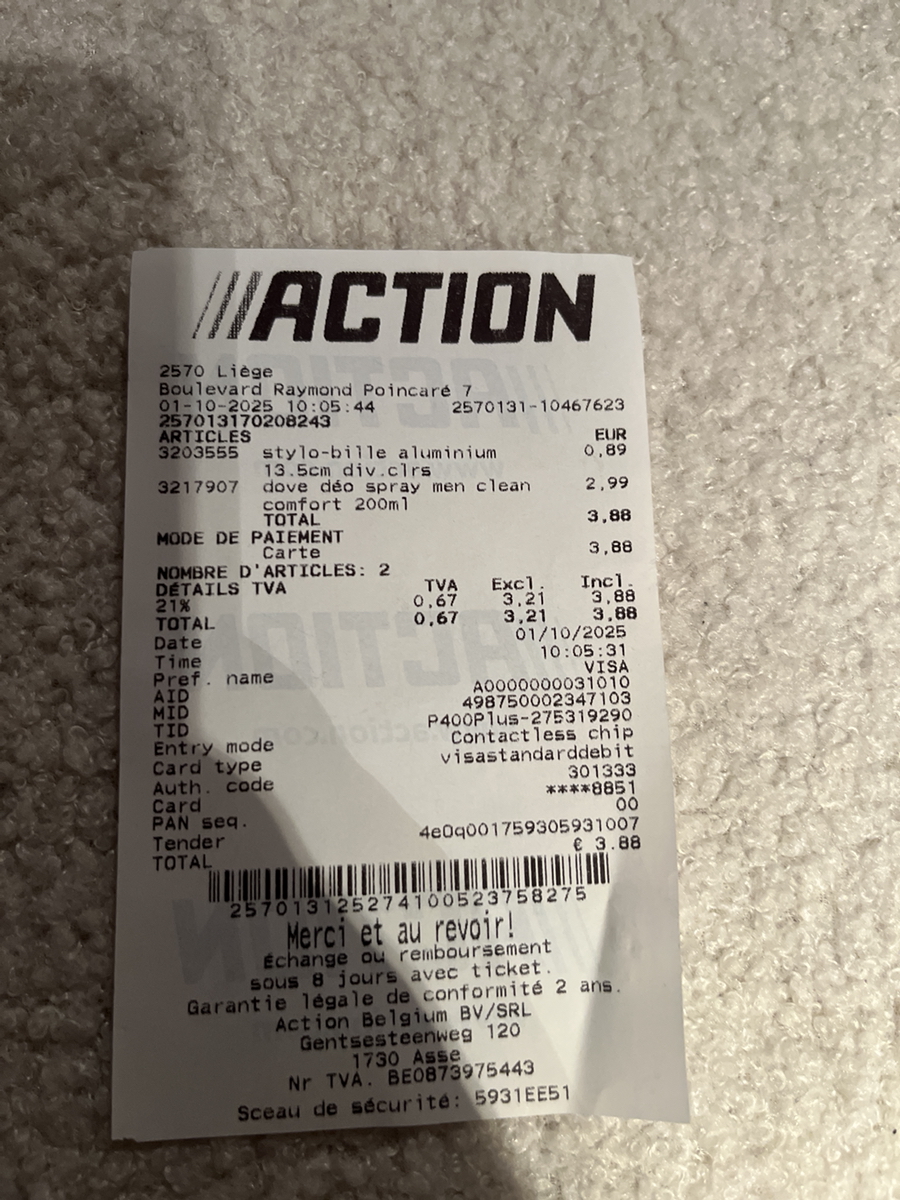 ACTION
2570 Liège
Boulevard Raymond Poincaré 7
01-10-2025 10:05:44 2570131-10467623
257013170208243
ARTICLES EUR
3203555 stylo-bille aluminium 0,89
13.5cm div.clrs
3217907 dove déo spray men clean 2,99
comfort 200ml
TOTAL 3,88
MODE DE PAIEMENT
Carte 3,88
NOMBRE D'ARTICLES: 2
DÉTAILS TVA TVA Excl. Incl.
21% 0,67 3,21 3,88
TOTAL 0,67 3,21 3,88
Date 01/10/2025
Time 10:05:31
Pref. name VISA
AID A0000000031010
MID 498750002347103
TID P400Plus-275319290
Entry mode Contactless chip
Card type visastandarddebit
Auth. code 301333
Card ****8851
PAN seq. 00
Tender 4e0q001759305931007
TOTAL € 3.88
257013125274100523758275
Merci et au revoir!
Échange ou remboursement
sous 8 jours avec ticket.
Garantie légale de conformité 2 ans.
Action Belgium BV/SRL
Gentsesteenweg 120
1730 Asse
Nr TVA. BE0873975443
Sceau de sécurité: 5931EE51